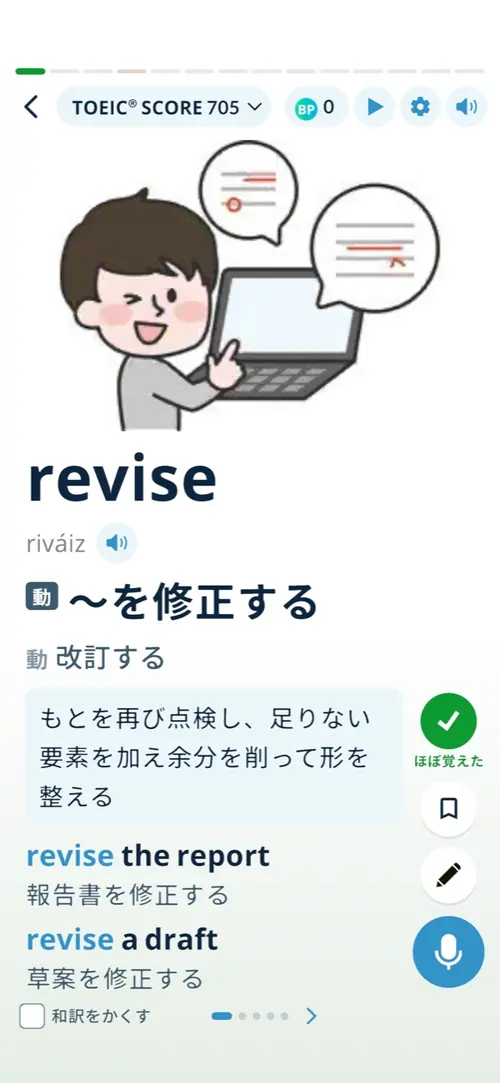 TOEIC® SCORE 705
BP 0
revise
riváiz
動 〜を修正する
動 改訂する
もとを再び点検し、足りない
要素を加え余分を削って形を
整える
ほぼ覚えた
revise the report
報告書を修正する
revise a draft
草案を修正する
和訳をかくす